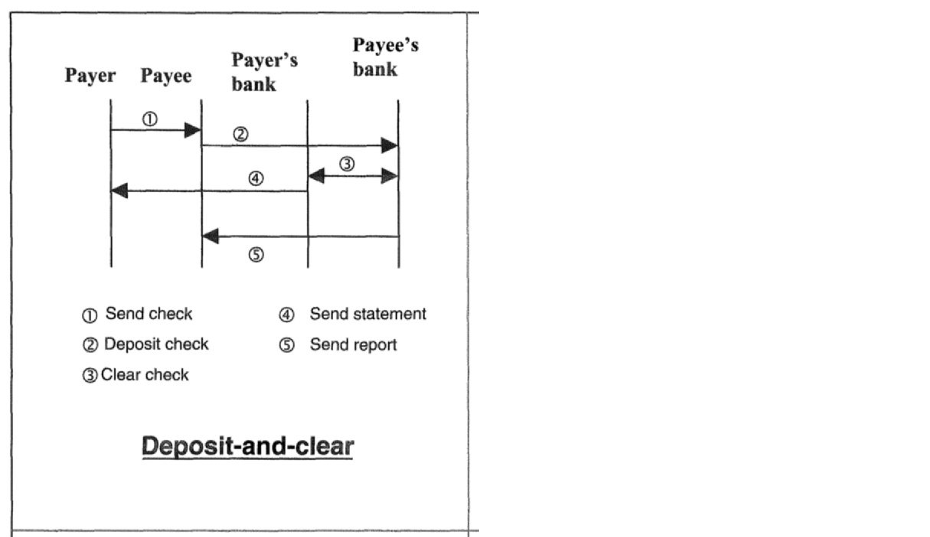 Payer Payee Payer's bank Payee's bank
①
②
③
④
⑤
① Send check
② Deposit check
③ Clear check
④ Send statement
⑤ Send report
Deposit-and-clear